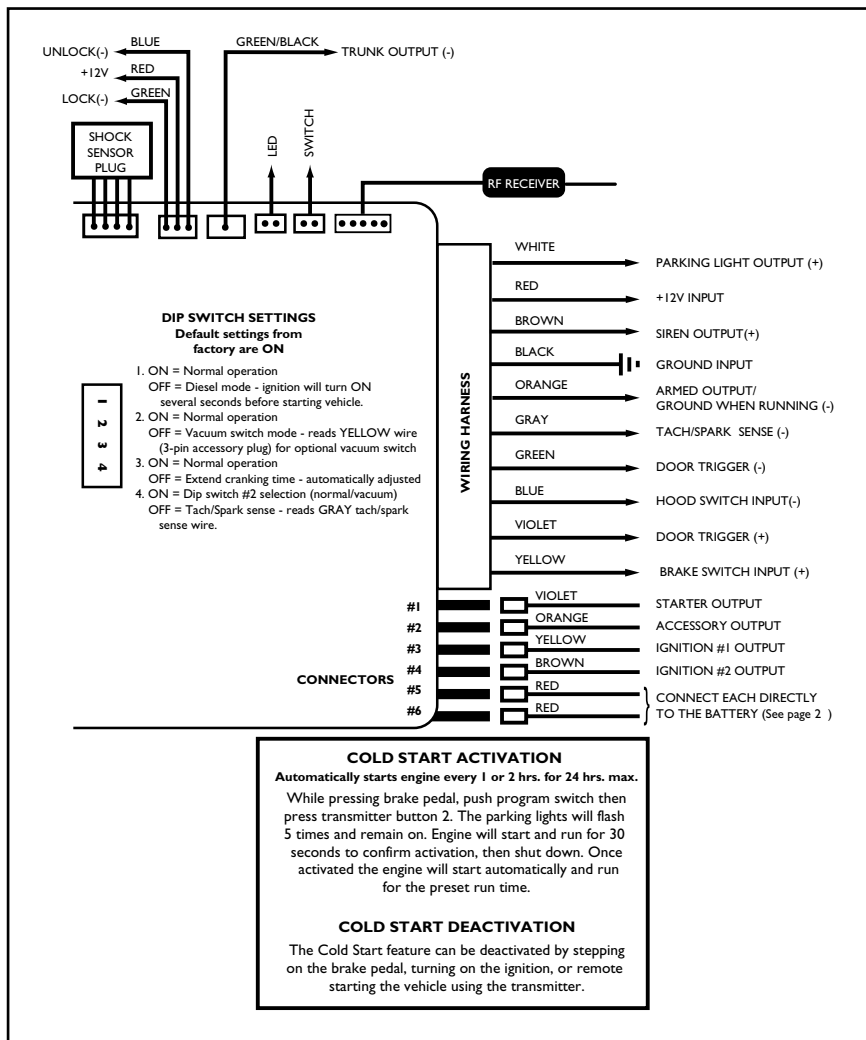 UNLOCK(-)
BLUE
+12V
RED
LOCK(-)
GREEN
GREEN/BLACK
TRUNK OUTPUT (-)
SHOCK
SENSOR
PLUG
LED
SWITCH
RF RECEIVER
DIP SWITCH SETTINGS
Default settings from
factory are ON
1. ON = Normal operation
OFF = Diesel mode - ignition will turn ON
several seconds before starting vehicle.
2. ON = Normal operation
OFF = Vacuum switch mode - reads YELLOW wire
(3-pin accessory plug) for optional vacuum switch
3. ON = Normal operation
OFF = Extend cranking time - automatically adjusted
4. ON = Dip switch #2 selection (normal/vacuum)
OFF = Tach/Spark sense - reads GRAY tach/spark
sense wire.
1
2
3
4
WIRING HARNESS
WHITE
PARKING LIGHT OUTPUT (+)
RED
+12V INPUT
BROWN
SIREN OUTPUT(+)
BLACK
GROUND INPUT
ORANGE
ARMED OUTPUT/
GROUND WHEN RUNNING (-)
GRAY
TACH/SPARK SENSE (-)
GREEN
DOOR TRIGGER (-)
BLUE
HOOD SWITCH INPUT(-)
VIOLET
DOOR TRIGGER (+)
YELLOW
BRAKE SWITCH INPUT (+)
CONNECTORS
#1
VIOLET
STARTER OUTPUT
#2
ORANGE
ACCESSORY OUTPUT
#3
YELLOW
IGNITION #1 OUTPUT
#4
BROWN
IGNITION #2 OUTPUT
#5
RED
#6
RED
CONNECT EACH DIRECTLY
TO THE BATTERY (See page 2 )
COLD START ACTIVATION
Automatically starts engine every 1 or 2 hrs. for 24 hrs. max.
While pressing brake pedal, push program switch then
press transmitter button 2. The parking lights will flash
5 times and remain on. Engine will start and run for 30
seconds to confirm activation, then shut down. Once
activated the engine will start automatically and run
for the preset run time.
COLD START DEACTIVATION
The Cold Start feature can be deactivated by stepping
on the brake pedal, turning on the ignition, or remote
starting the vehicle using the transmitter.